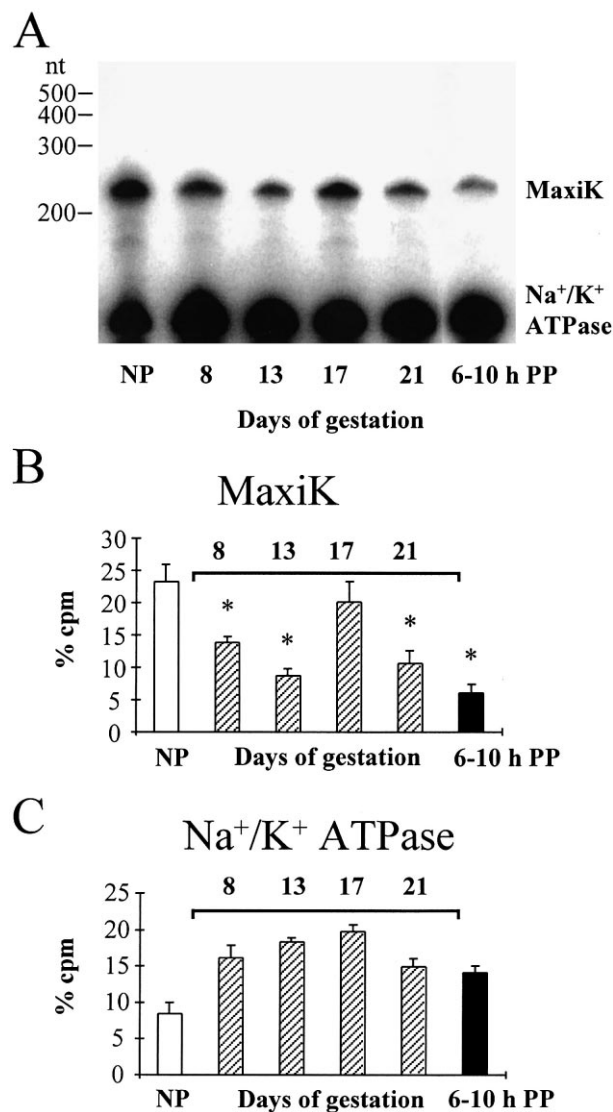 A
nt
500
400
300
200
MaxiK
Na⁺/K⁺
ATPase
NP 8 13 17 21 6-10 h PP
Days of gestation
B
MaxiK
8 13 17 21
30
25
20
15
10
5
0
% cpm
* * * *
NP Days of gestation 6-10 h PP
C
Na⁺/K⁺ ATPase
8 13 17 21
25
20
15
10
5
0
% cpm
NP Days of gestation 6-10 h PP